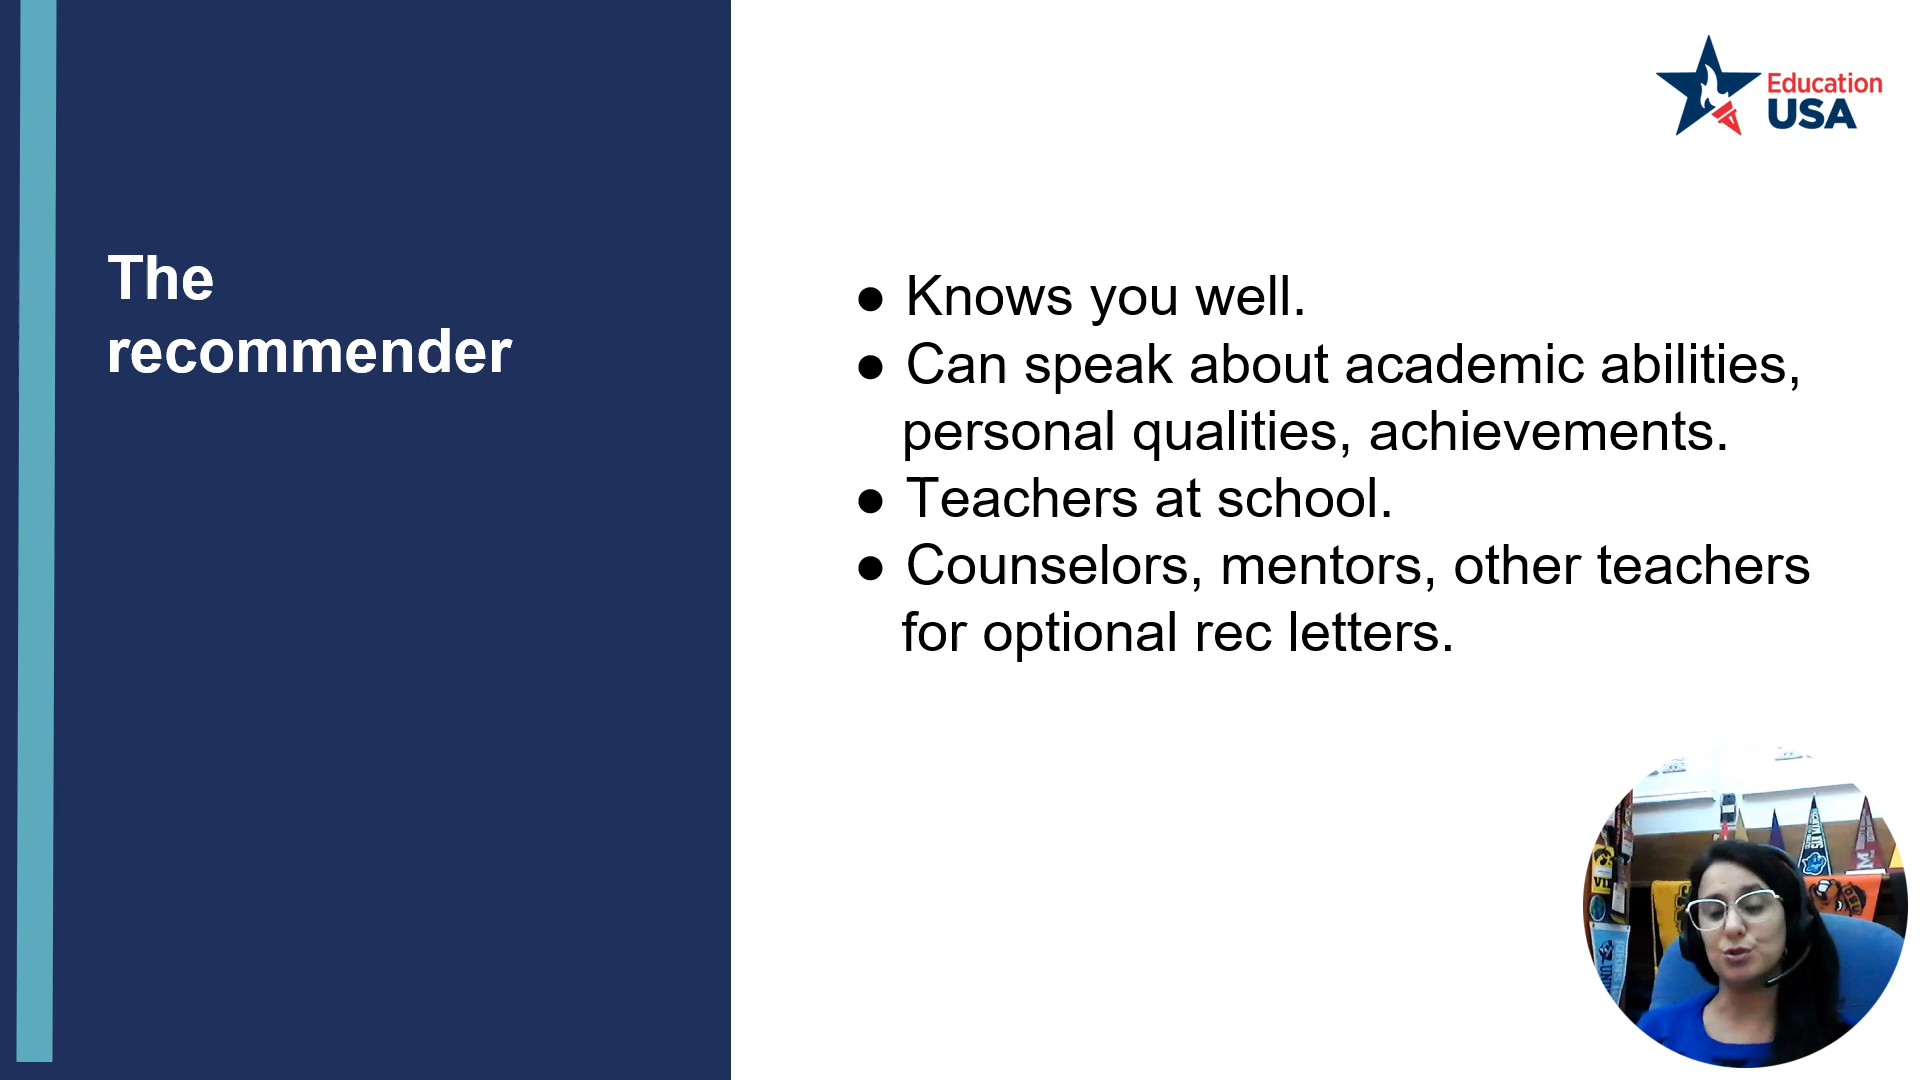 Education
USA
The
recommender
● Knows you well.
● Can speak about academic abilities,
personal qualities, achievements.
● Teachers at school.
● Counselors, mentors, other teachers
for optional rec letters.